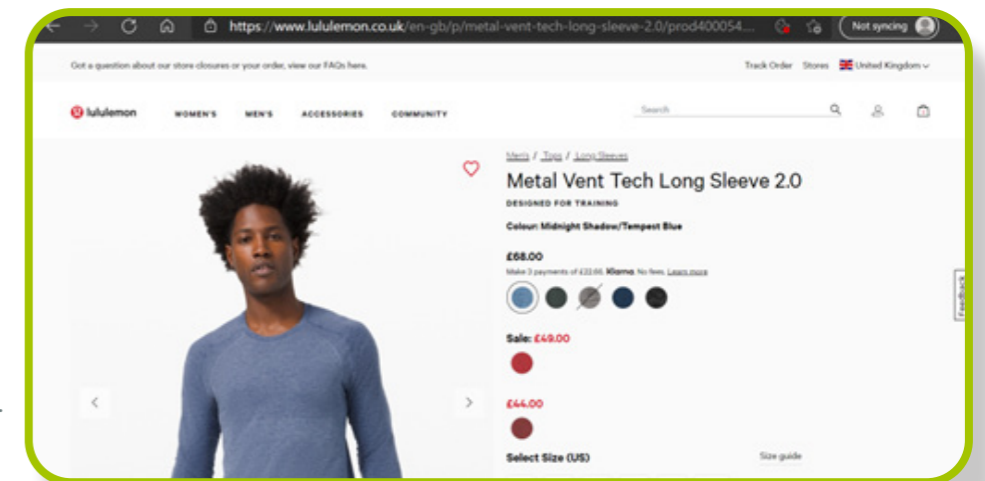 https://www.lululemon.co.uk/en-gb/p/metal-vent-tech-long-sleeve-2.0/prod400054...
Not syncing
Got a question about our store closures or your order, view our FAQs here.
Track Order Stores United Kingdom
lululemon WOMEN'S MEN'S ACCESSORIES COMMUNITY Search
Men's / Tops / Long Sleeves
Metal Vent Tech Long Sleeve 2.0
DESIGNED FOR TRAINING
Colour: Midnight Shadow/Tempest Blue
£68.00
Make 3 payments of £22.66. Klarna. No fees. Learn more
Sale: £49.00
£44.00
Select Size (US) Size guide
Feedback